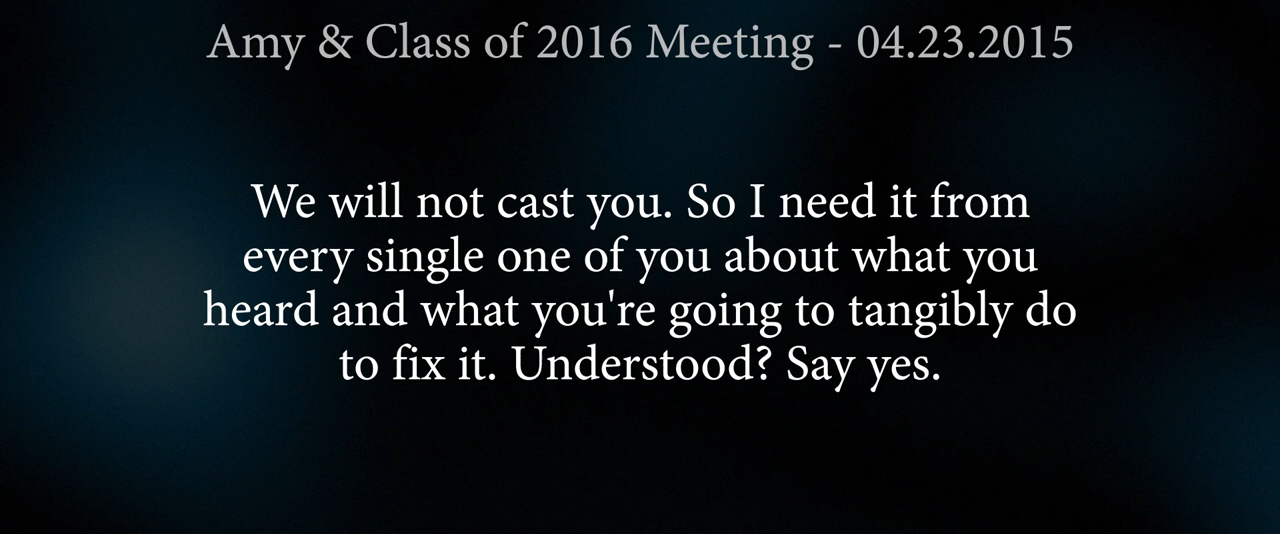 Amy & Class of 2016 Meeting - 04.23.2015
We will not cast you. So I need it from
every single one of you about what you
heard and what you're going to tangibly do
to fix it. Understood? Say yes.